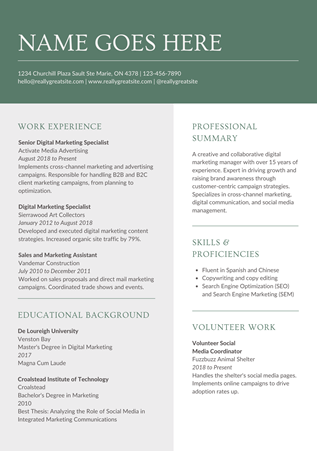 NAME GOES HERE
1234 Churchill Plaza Sault Ste Marie, ON 4378 | 123-456-7890
hello@reallygreatsite.com | www.reallygreatsite.com | @reallygreatsite
WORK EXPERIENCE
Senior Digital Marketing Specialist
Activate Media Advertising
August 2018 to Present
Implements cross-channel marketing and advertising
campaigns. Responsible for handling B2B and B2C
client marketing campaigns, from planning to
optimization.
Digital Marketing Specialist
Sierrawood Art Collectors
January 2012 to August 2018
Developed and executed digital marketing content
strategies. Increased organic site traffic by 79%.
Sales and Marketing Assistant
Vandemar Construction
July 2010 to December 2011
Worked on sales proposals and direct mail marketing
campaigns. Coordinated trade shows and events.
EDUCATIONAL BACKGROUND
De Loureigh University
Venston Bay
Master's Degree in Digital Marketing
2017
Magna Cum Laude
Croalstead Institute of Technology
Croalstead
Bachelor's Degree in Marketing
2010
Best Thesis: Analyzing the Role of Social Media in
Integrated Marketing Communications
PROFESSIONAL
SUMMARY
A creative and collaborative digital
marketing manager with over 15 years of
experience. Expert in driving growth and
raising brand awareness through
customer-centric campaign strategies.
Specializes in cross-channel marketing,
digital communication, and social media
management.
SKILLS &
PROFICIENCIES
• Fluent in Spanish and Chinese
• Copywriting and copy editing
• Search Engine Optimization (SEO)
and Search Engine Marketing (SEM)
VOLUNTEER WORK
Volunteer Social
Media Coordinator
Fuzzbuzz Animal Shelter
2018 to Present
Handles the shelter's social media pages.
Implements online campaigns to drive
adoption rates up.